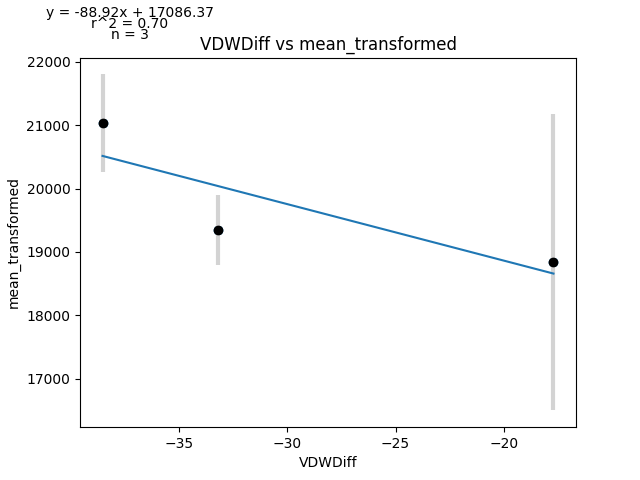 y = -88.92x + 17086.37
r^2 = 0.70
n = 3
VDWDiff vs mean_transformed
22000
21000
20000
19000
18000
17000
mean_transformed
−35
−30
−25
−20
VDWDiff